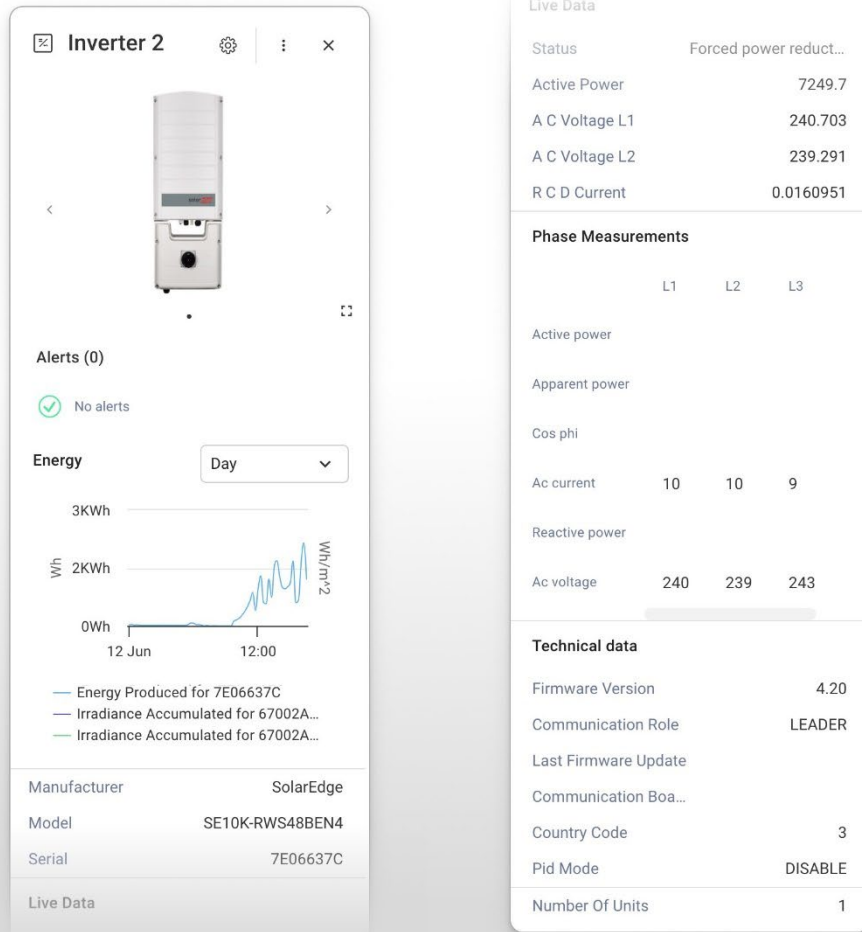 Inverter 2
Alerts (0)
No alerts
Energy
Day
3KWh
Wh
2KWh
Wh/m^2
0Wh
12 Jun 12:00
Energy Produced for 7E06637C
Irradiance Accumulated for 67002A...
Irradiance Accumulated for 67002A...
Manufacturer SolarEdge
Model SE10K-RWS48BEN4
Serial 7E06637C
Live Data
Live Data
Status Forced power reduct...
Active Power 7249.7
A C Voltage L1 240.703
A C Voltage L2 239.291
R C D Current 0.0160951
Phase Measurements
L1 L2 L3
Active power
Apparent power
Cos phi
Ac current 10 10 9
Reactive power
Ac voltage 240 239 243
Technical data
Firmware Version 4.20
Communication Role LEADER
Last Firmware Update
Communication Boa...
Country Code 3
Pid Mode DISABLE
Number Of Units 1